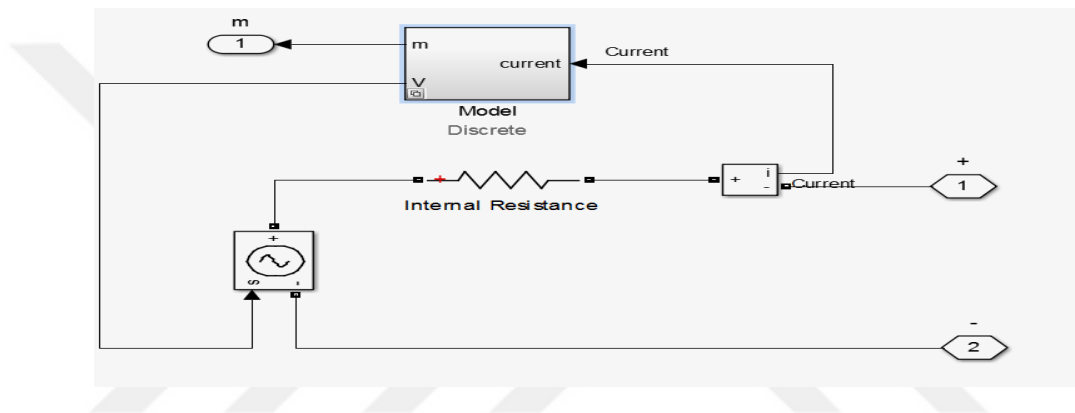 m
1
m
current
Current
V
Model
Discrete
Internal Resistance
+
i
-
Current
+
1
+
s
-
-
2